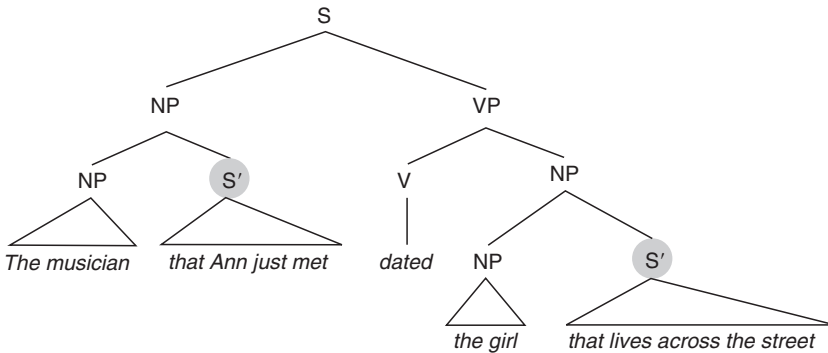 S
NP VP
NP S′ V NP
The musician that Ann just met dated NP S′
the girl that lives across the street